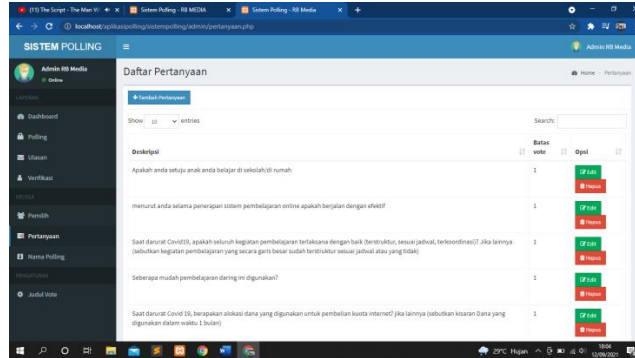 (11) The Script - The Man Vi
Sistem Polling - RB MEDIA
Sistem Polling - RB Media
localhost/aplikasipolling/sistempolling/admin/pertanyaan.php
SISTEM POLLING
Admin RB Media
Admin RB Media
Online
Daftar Pertanyaan
Home
Pertanyaan
LAPORAN
Tambah Pertanyaan
Dashboard
Show 10 entries
Search:
Polling
Ulasan
Verifikasi
Deskripsi
Batas vote
Opsi
KELOLA
Pemilih
Pertanyaan
Nama Polling
PENGATURAN
Judul Vote
Apakah anda setuju anak anda belajar di sekolah/di rumah
1
Edit
Hapus
menurut anda selama penerapan sistem pembelajaran online apakah berjalan dengan efektif
1
Edit
Hapus
Saat darurat Covid19, apakah seluruh kegiatan pembelajaran terlaksana dengan baik (terstruktur, sesuai jadwal, terkoordinasi)? Jika lainnya
(sebutkan kegiatan pembelajaran yang secara garis besar sudah terstruktur sesuai jadwal atau yang tidak)
1
Edit
Hapus
Seberapa mudah pembelajaran daring ini digunakan?
1
Edit
Hapus
Saat darurat Covid 19, berapakan alokasi dana yang digunakan untuk pembelian kuota internet? jika lainnya (sebutkan kisaran Dana yang
digunakan dalam waktu 1 bulan)
1
Edit
Hapus
29°C Hujan
18:04
12/09/2021